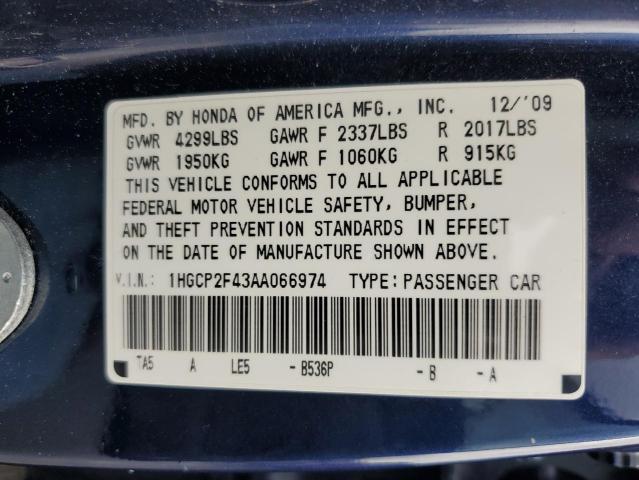 MFD. BY HONDA OF AMERICA MFG., INC. 12/'09
GVWR 4299LBS GAWR F 2337LBS R 2017LBS
GVWR 1950KG GAWR F 1060KG R 915KG
THIS VEHICLE CONFORMS TO ALL APPLICABLE
FEDERAL MOTOR VEHICLE SAFETY, BUMPER,
AND THEFT PREVENTION STANDARDS IN EFFECT
ON THE DATE OF MANUFACTURE SHOWN ABOVE.
V.I.N.: 1HGCP2F43AA066974 TYPE: PASSENGER CAR
TA5 A LE5 - B536P - B - A